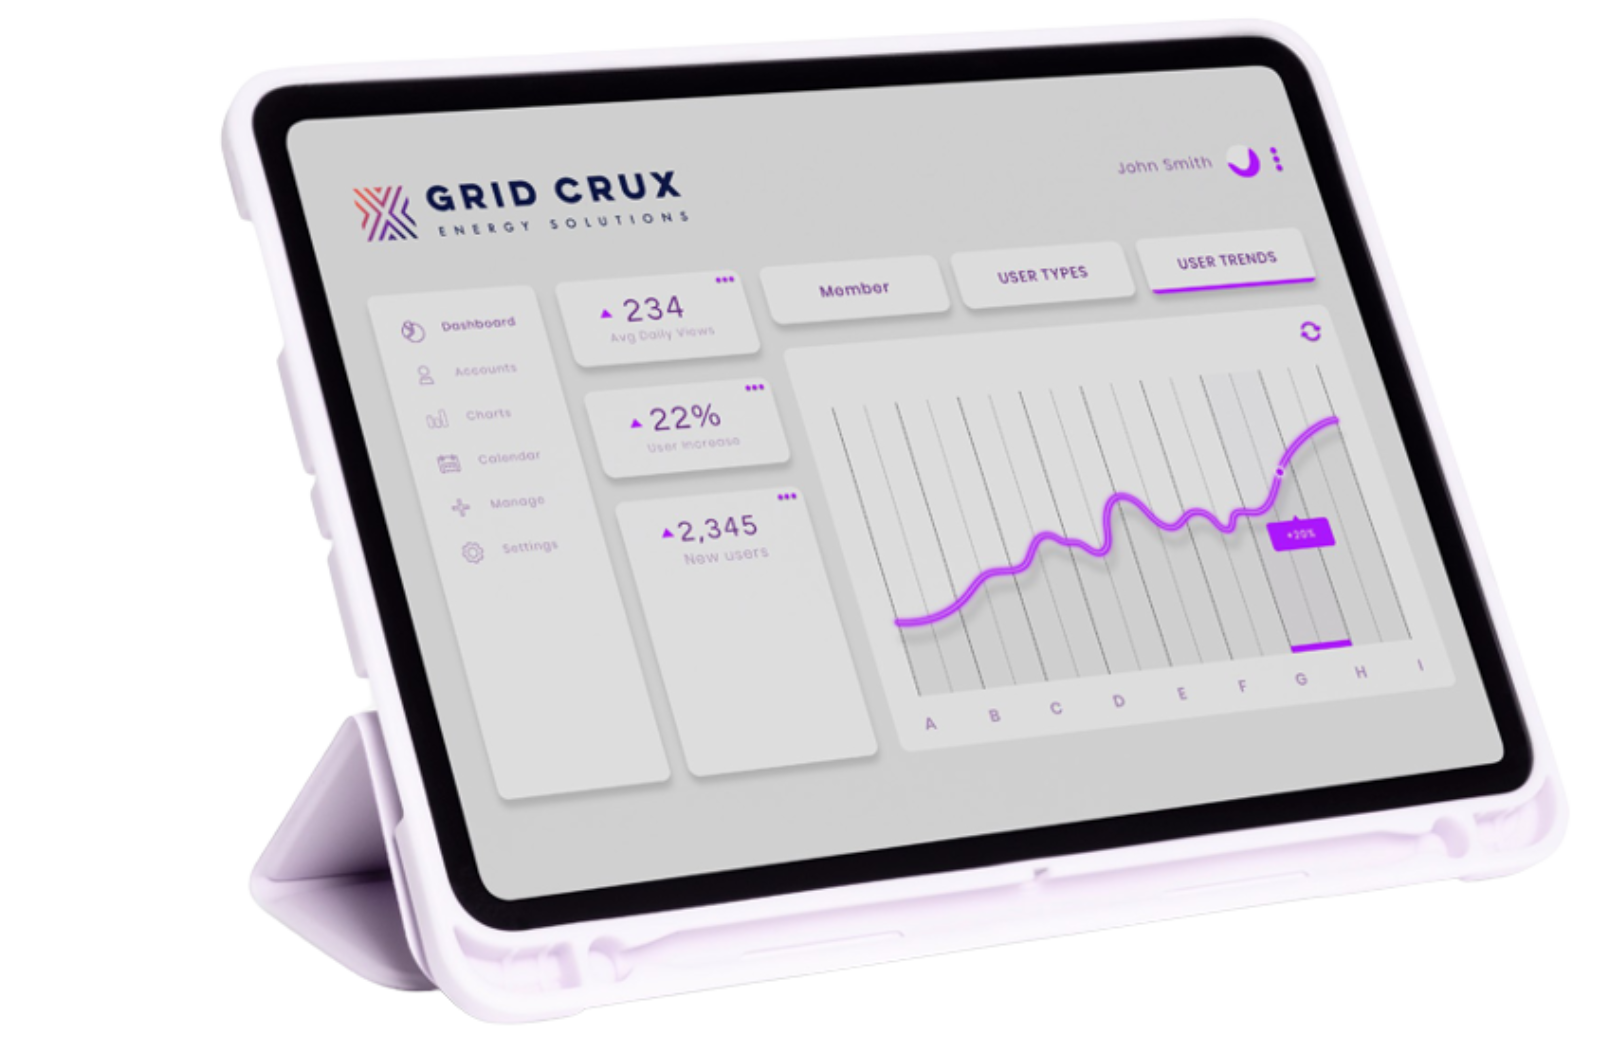 GRID CRUX
ENERGY SOLUTIONS
John Smith
Dashboard
Accounts
Charts
Calendar
Manage
Settings
234
Avg Daily Views
22%
User Increase
2,345
New users
Member
USER TYPES
USER TRENDS
A B C D E F G H I